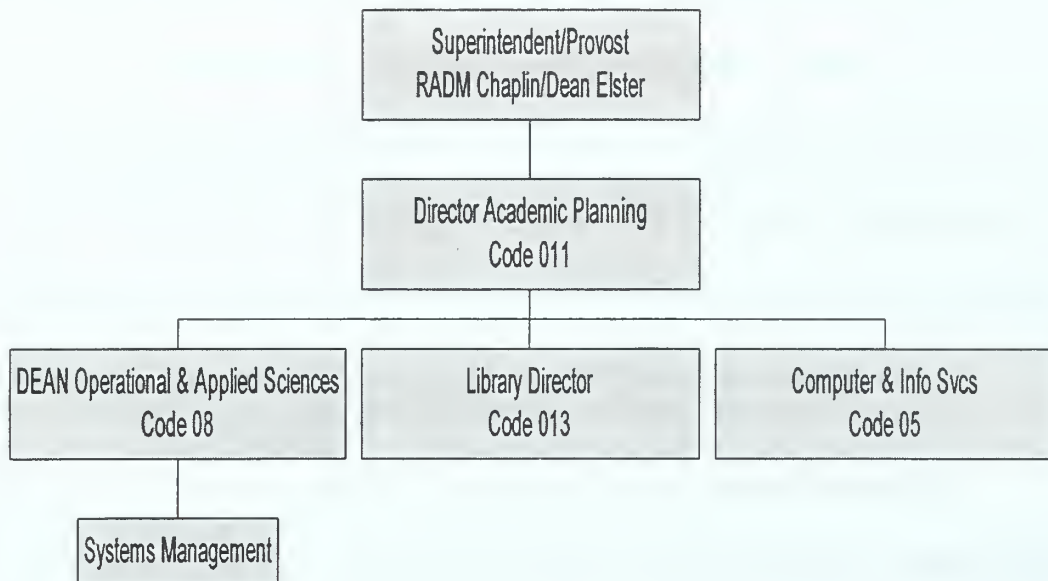 Superintendent/Provost
RADM Chaplin/Dean Elster
Director Academic Planning
Code 011
DEAN Operational & Applied Sciences
Code 08
Library Director
Code 013
Computer & Info Svcs
Code 05
Systems Management